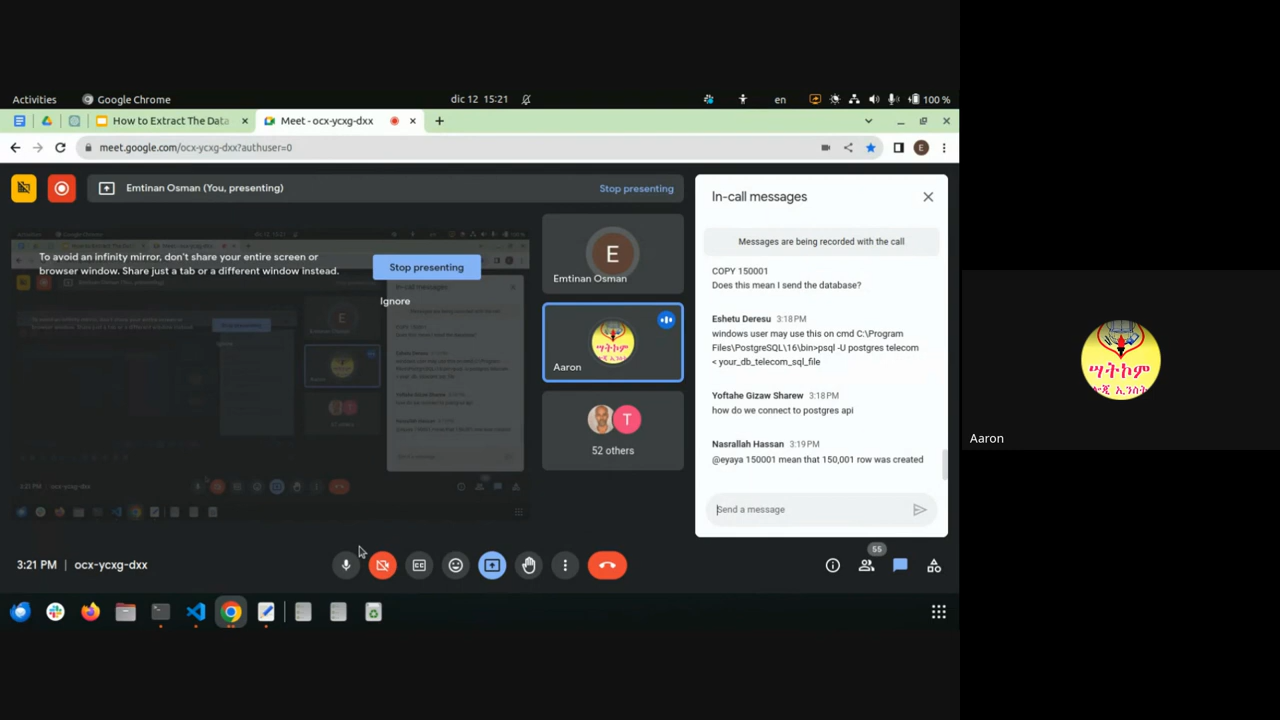 Activities
Google Chrome
dic 12 15:21
en
100 %
How to Extract The Data
Meet - ocx-ycxg-dxx
meet.google.com/ocx-ycxg-dxx?authuser=0
Emtinan Osman (You, presenting)
Stop presenting
To avoid an infinity mirror, don't share your entire screen or
browser window. Share just a tab or a different window instead.
Stop presenting
Ignore
E
Emtinan Osman
ሣትኮም
Aaron
T
52 others
In-call messages
Messages are being recorded with the call
COPY 150001
Does this mean I send the database?
Eshetu Deresu 3:18 PM
windows user may use this on cmd C:\Program
Files\PostgreSQL\16\bin>psql -U postgres telecom
< your_db_telecom_sql_file
Yoftahe Gizaw Sharew 3:18 PM
how do we connect to postgres api
Nasrallah Hassan 3:19 PM
@eyaya 150001 mean that 150,001 row was created
Send a message
3:21 PM | ocx-ycxg-dxx
55
ሣትኮም
Aaron